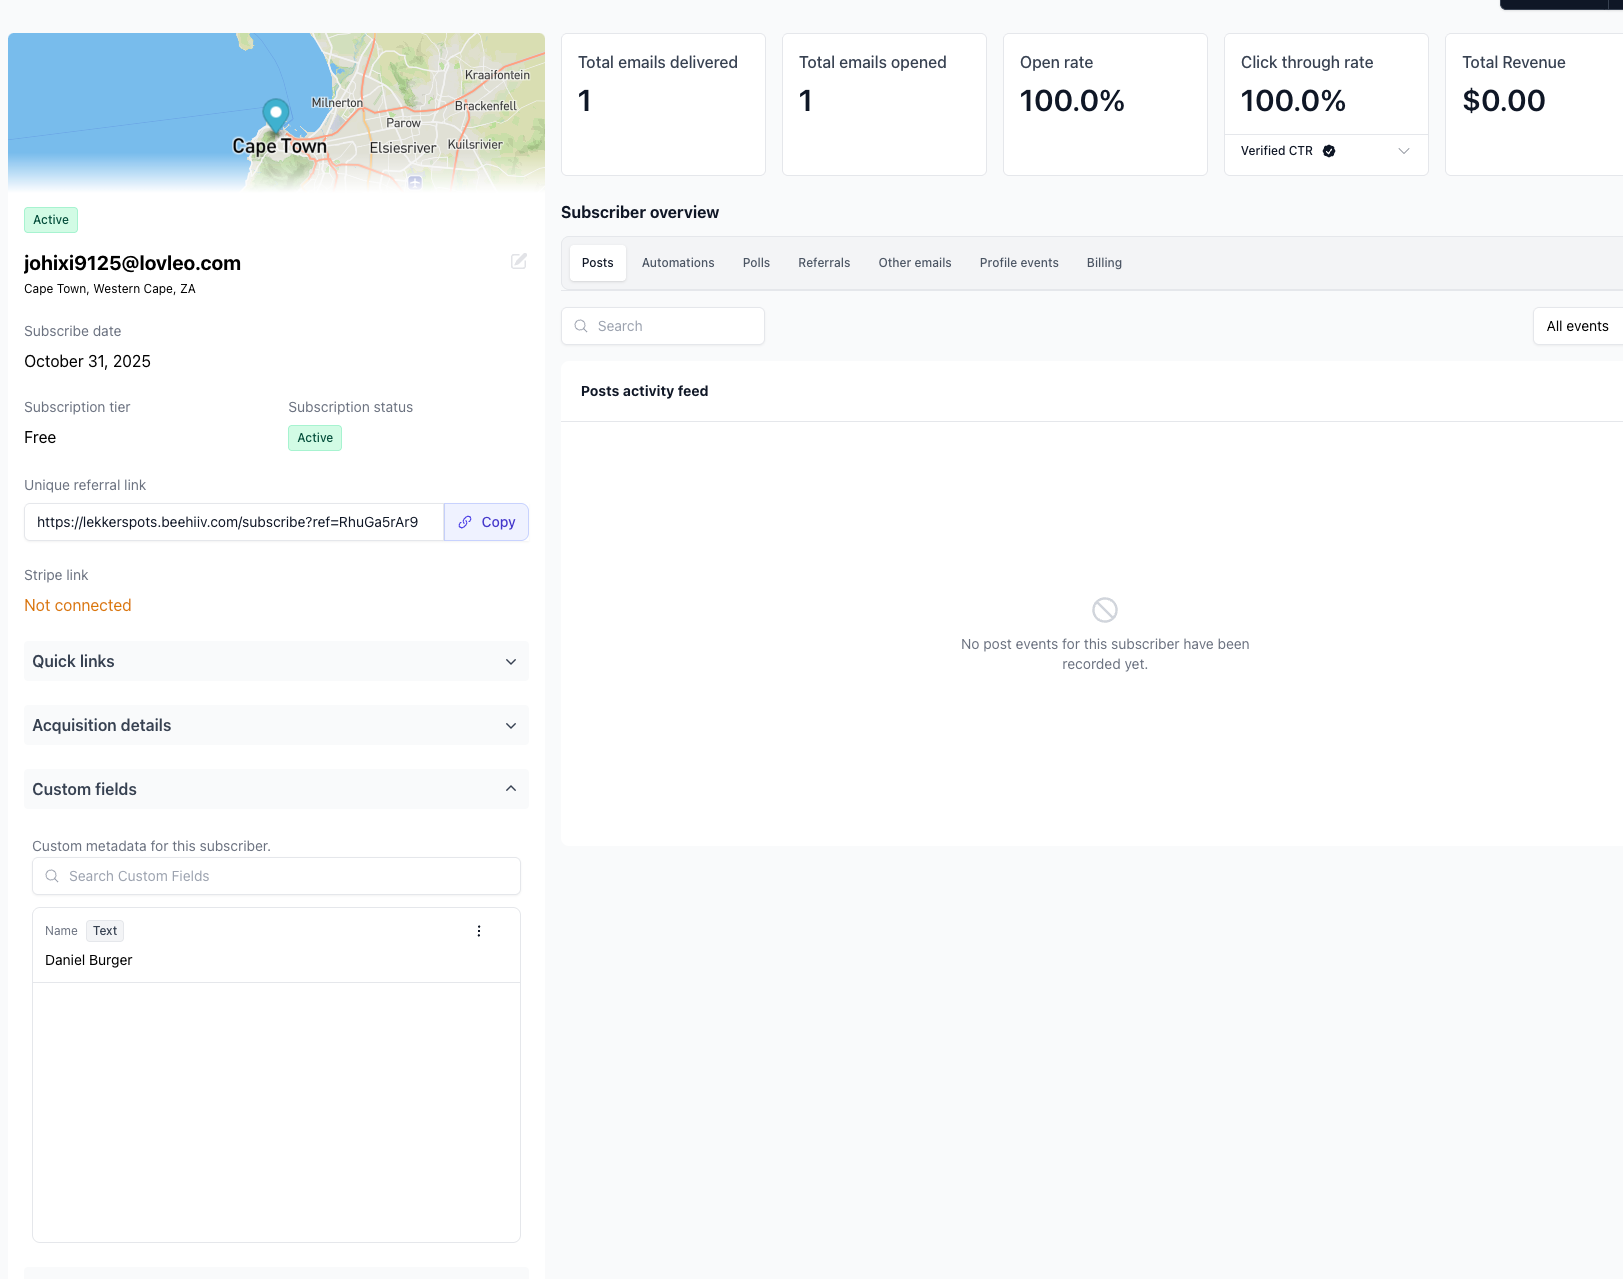 Kraaifontein
Milnerton
Brackenfell
Parow
Cape Town
Elsiesriver
Kuilsrivier
Active
johixi9125@lovleo.com
Cape Town, Western Cape, ZA
Subscribe date
October 31, 2025
Subscription tier
Subscription status
Free
Active
Unique referral link
https://lekkerspots.beehiiv.com/subscribe?ref=RhuGa5rAr9
Copy
Stripe link
Not connected
Quick links
Acquisition details
Custom fields
Custom metadata for this subscriber.
Search Custom Fields
Name Text
Daniel Burger
Total emails delivered
1
Total emails opened
1
Open rate
100.0%
Click through rate
100.0%
Verified CTR
Total Revenue
$0.00
Subscriber overview
Posts Automations Polls Referrals Other emails Profile events Billing
Search
All events
Posts activity feed
No post events for this subscriber have been
recorded yet.